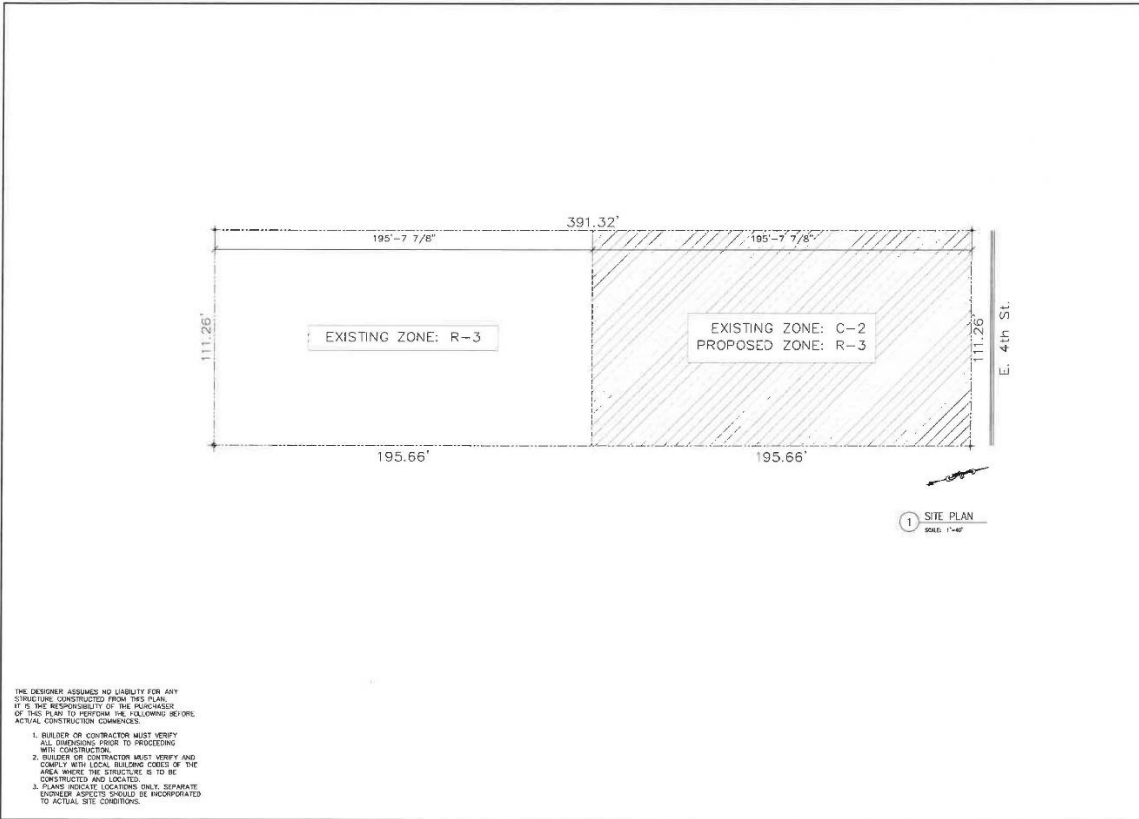 391.32'
195'-7 7/8"
195'-7 7/8"
111.26'
EXISTING ZONE: R-3
EXISTING ZONE: C-2
PROPOSED ZONE: R-3
111.26'
E. 4th St.
195.66'
195.66'
1 SITE PLAN
SCALE: 1"=40'
THE DESIGNER ASSUMES NO LIABILITY FOR ANY
STRUCTURE CONSTRUCTED FROM THIS PLAN.
IT IS THE RESPONSIBILITY OF THE PURCHASER
OF THIS PLAN TO PERFORM THE FOLLOWING BEFORE
ACTUAL CONSTRUCTION COMMENCES.
1. BUILDER OR CONTRACTOR MUST VERIFY
ALL DIMENSIONS PRIOR TO PROCEEDING
WITH CONSTRUCTION.
2. BUILDER OR CONTRACTOR MUST VERIFY AND
COMPLY WITH LOCAL BUILDING CODES OF THE
AREA WHERE THE STRUCTURE IS TO BE
CONSTRUCTED AND LOCATED.
3. PLANS INDICATE LOCATIONS ONLY. SEPARATE
ENGINEER ASPECTS SHOULD BE INCORPORATED
TO ACTUAL SITE CONDITIONS.